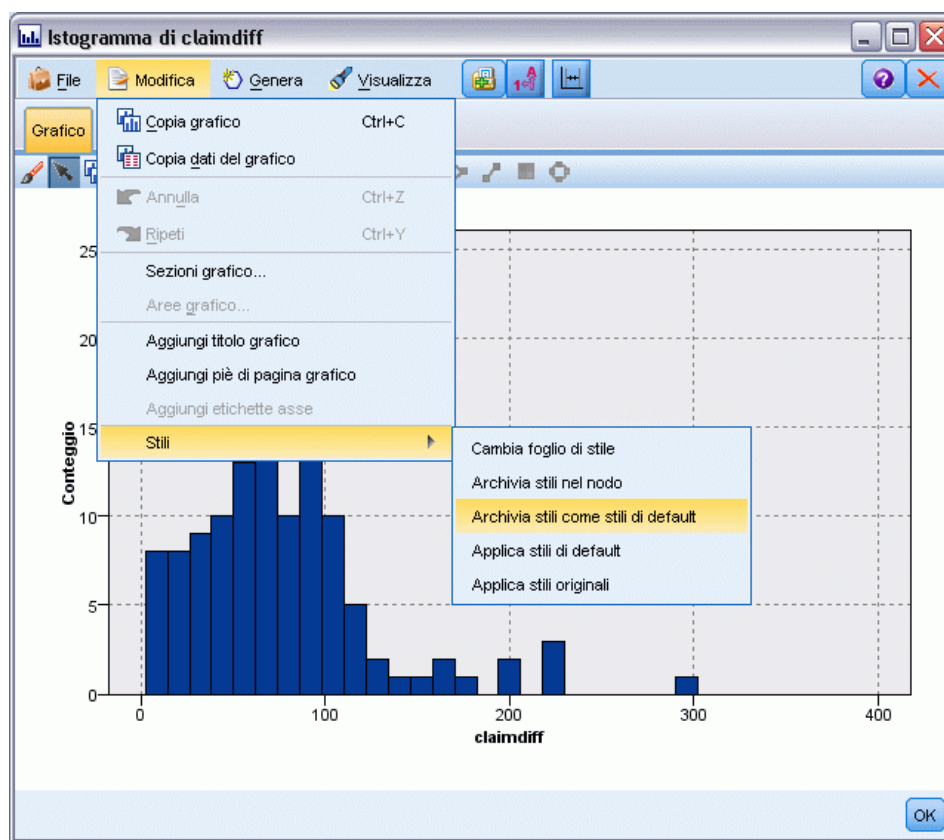 Istogramma di claimdiff
File Modifica Genera Visualizza
Grafico
Copia grafico Ctrl+C
Copia dati del grafico
Annulla Ctrl+Z
Ripeti Ctrl+Y
Sezioni grafico...
Aree grafico...
Aggiungi titolo grafico
Aggiungi piè di pagina grafico
Aggiungi etichette asse
Stili
Cambia foglio di stile
Archivia stili nel nodo
Archivia stili come stili di default
Applica stili di default
Applica stili originali
25
20
15
10
5
0
Conteggio
0 100 200 300 400
claimdiff
OK